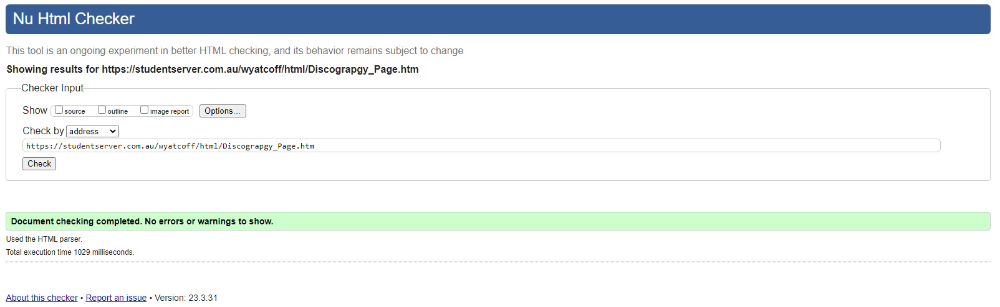 Nu Html Checker
This tool is an ongoing experiment in better HTML checking, and its behavior remains subject to change
Showing results for https://studentserver.com.au/wyatcoff/html/Discograpgy_Page.htm
Checker Input
Show source outline image report Options...
Check by address
https://studentserver.com.au/wyatcoff/html/Discograpgy_Page.htm
Check
Document checking completed. No errors or warnings to show.
Used the HTML parser.
Total execution time 1029 milliseconds.
About this checker • Report an issue • Version: 23.3.31